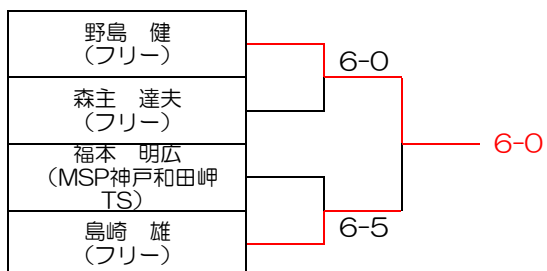 野島　健
（フリー）
6-0
森主　達夫
（フリー）
6-0
福本　明広
（MSP神戸和田岬
TS）
6-5
島崎　雄
（フリー）